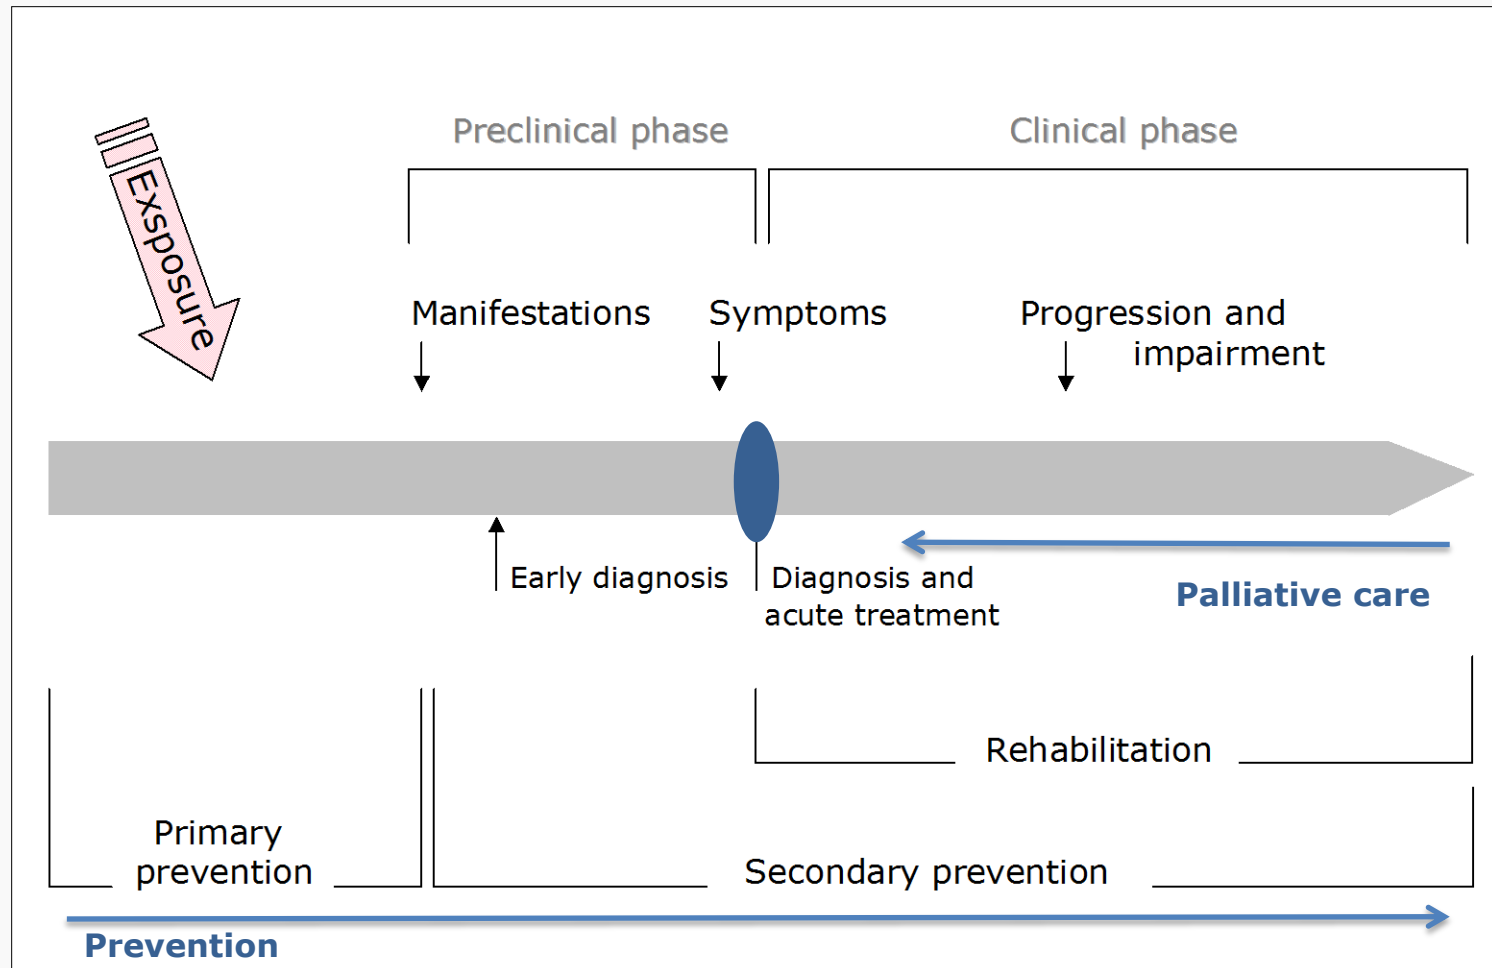 Preclinical phase
Clinical phase
Exsposure
Manifestations
Symptoms
Progression and
impairment
Early diagnosis
Diagnosis and
acute treatment
Palliative care
Rehabilitation
Primary
prevention
Secondary prevention
Prevention